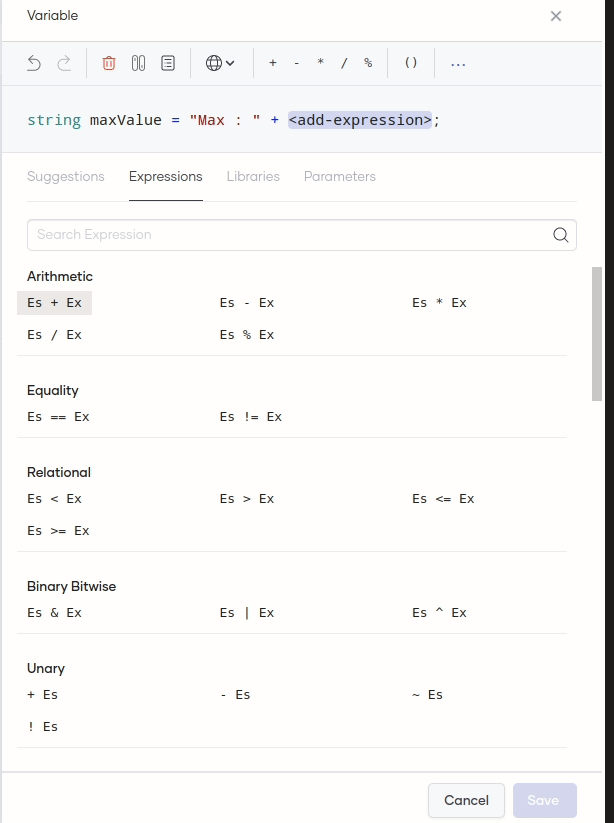 Variable
+ - * / % () ...
string maxValue = "Max : " + <add-expression>;
Suggestions Expressions Libraries Parameters
Search Expression
Arithmetic
Es + Ex Es - Ex Es * Ex
Es / Ex Es % Ex
Equality
Es == Ex Es != Ex
Relational
Es < Ex Es > Ex Es <= Ex
Es >= Ex
Binary Bitwise
Es & Ex Es | Ex Es ^ Ex
Unary
+ Es - Es ~ Es
! Es
Cancel Save